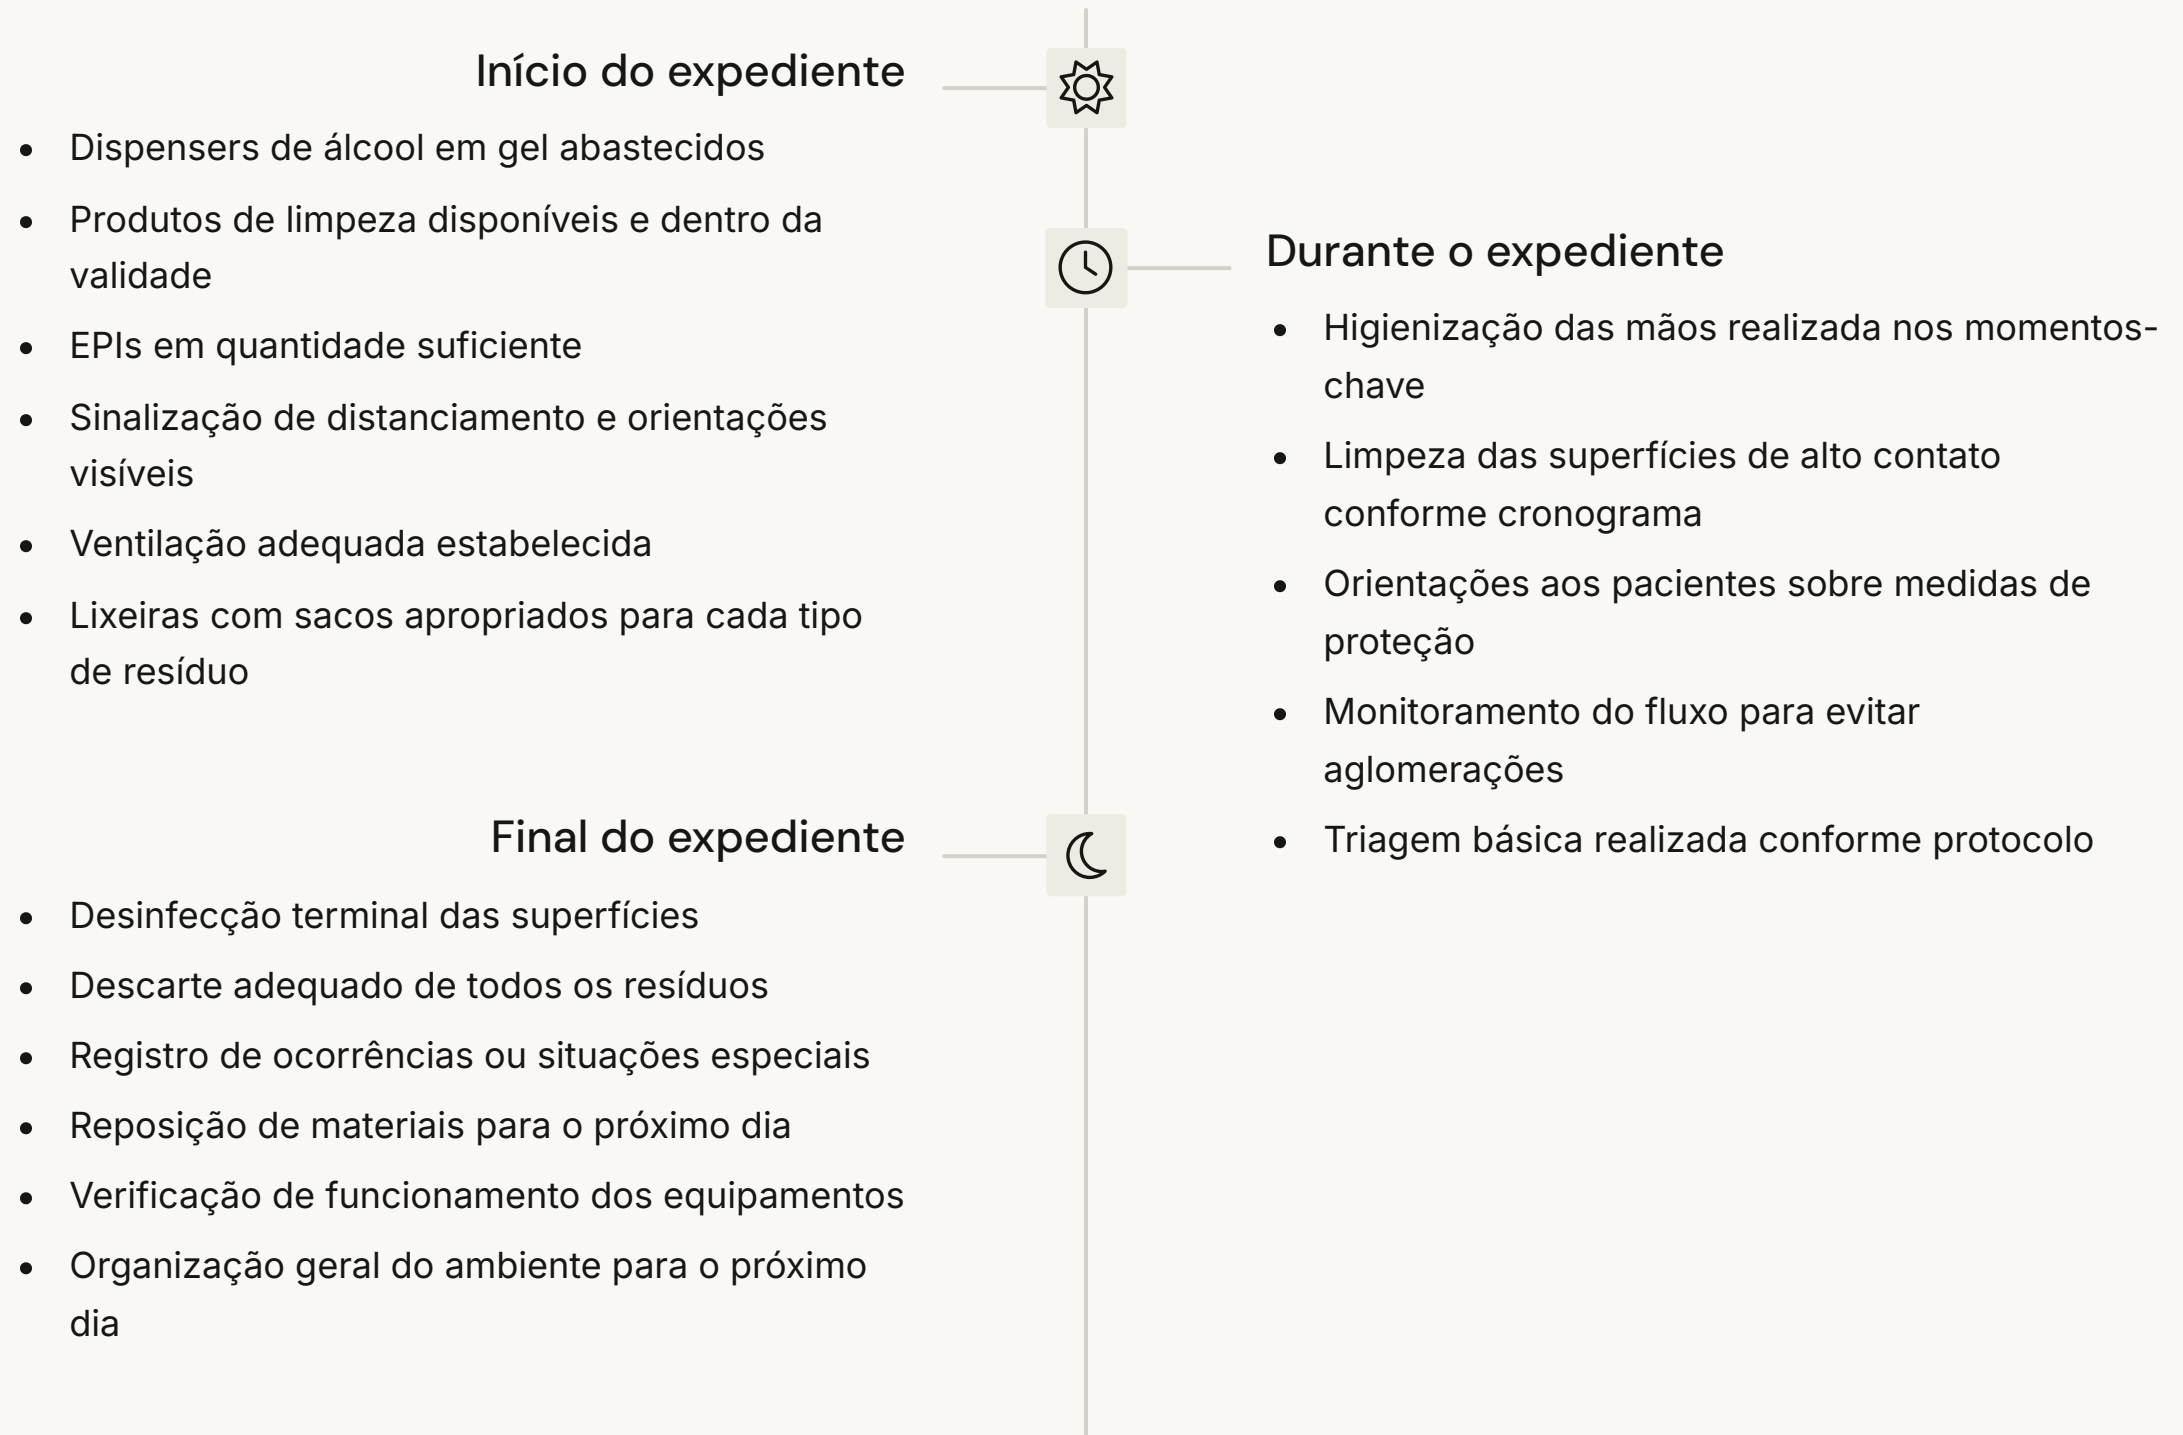 Início do expediente
Dispensers de álcool em gel abastecidos
Produtos de limpeza disponíveis e dentro da
validade
EPIs em quantidade suficiente
Sinalização de distanciamento e orientações
visíveis
Ventilação adequada estabelecida
Lixeiras com sacos apropriados para cada tipo
de resíduo
Durante o expediente
Higienização das mãos realizada nos momentos-
chave
Limpeza das superfícies de alto contato
conforme cronograma
Orientações aos pacientes sobre medidas de
proteção
Monitoramento do fluxo para evitar
aglomerações
Triagem básica realizada conforme protocolo
Final do expediente
Desinfecção terminal das superfícies
Descarte adequado de todos os resíduos
Registro de ocorrências ou situações especiais
Reposição de materiais para o próximo dia
Verificação de funcionamento dos equipamentos
Organização geral do ambiente para o próximo
dia